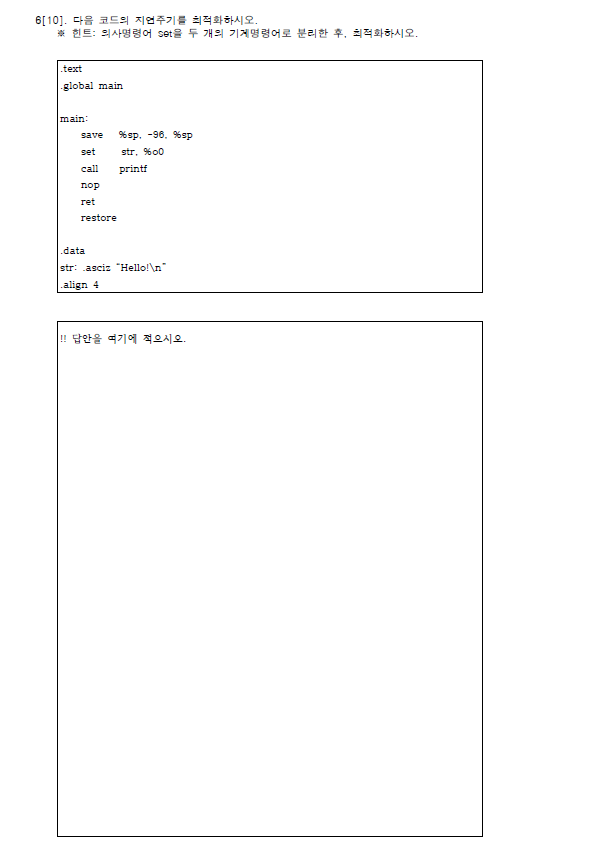 6[10]. 다음 코드의 지연주기를 최적화하시오.
※ 힌트: 의사명령어 set을 두 개의 기계명령어로 분리한 후, 최적화하시오.
.text
.global main
main:
save %sp, -96, %sp
set str, %o0
call printf
nop
ret
restore
.data
str: .asciz "Hello!\n"
.align 4
!! 답안을 여기에 적으시오.